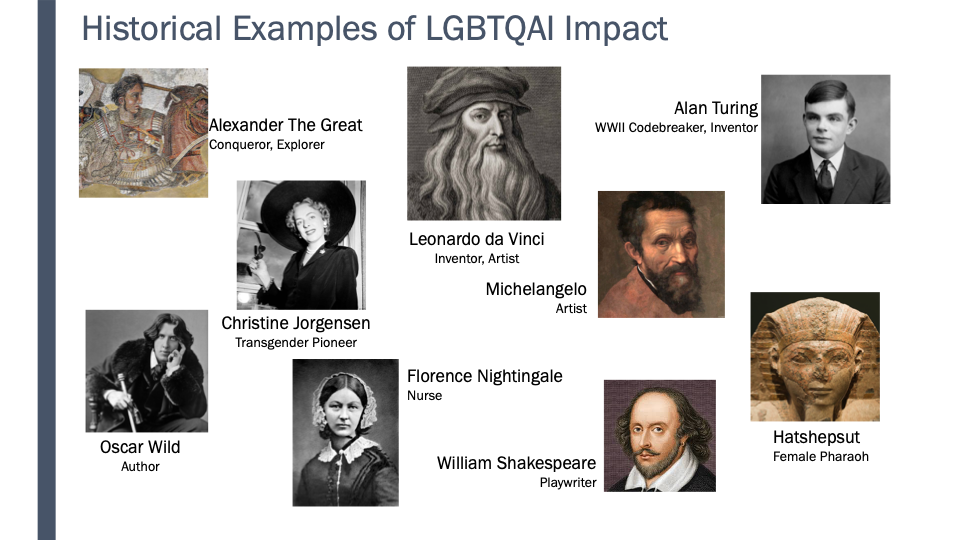 Historical Examples of LGBTQAI Impact
Alexander The Great
Conqueror, Explorer
Alan Turing
WWII Codebreaker, Inventor
Leonardo da Vinci
Inventor, Artist
Michelangelo
Artist
Christine Jorgensen
Transgender Pioneer
Florence Nightingale
Nurse
Oscar Wild
Author
William Shakespeare
Playwriter
Hatshepsut
Female Pharaoh